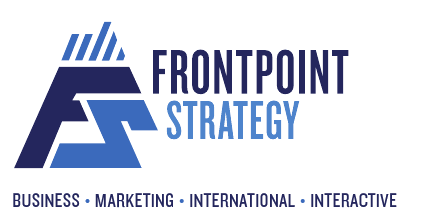 FRONTPOINT
STRATEGY
BUSINESS • MARKETING • INTERNATIONAL • INTERACTIVE